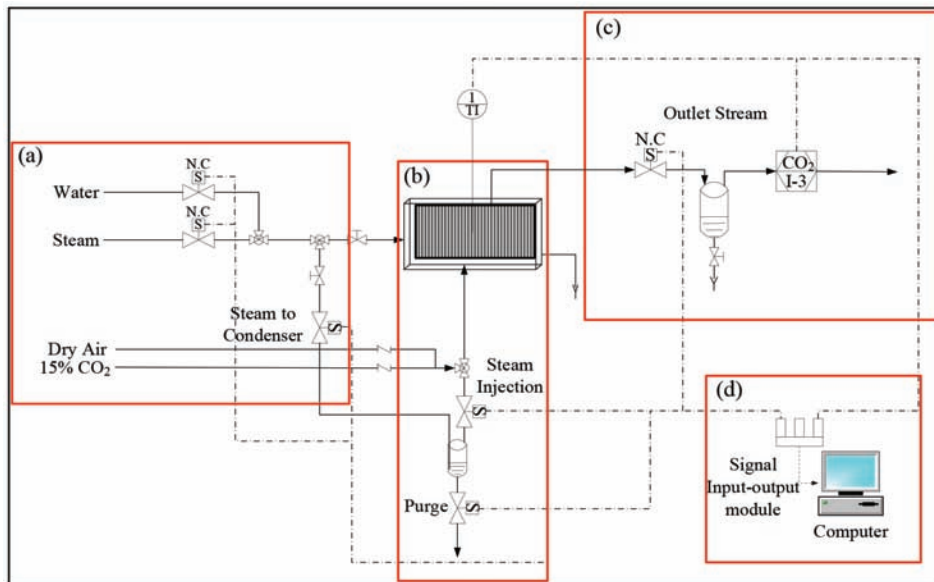 (a)
N.C
S
Water
N.C
S
Steam
Steam to
Condenser
S
Dry Air
15% CO₂
(b)
1
TI
Steam
Injection
S
Purge
S
(c)
Outlet Stream
N.C
S
CO₂
I-3
(d)
Signal
Input-output
module
Computer